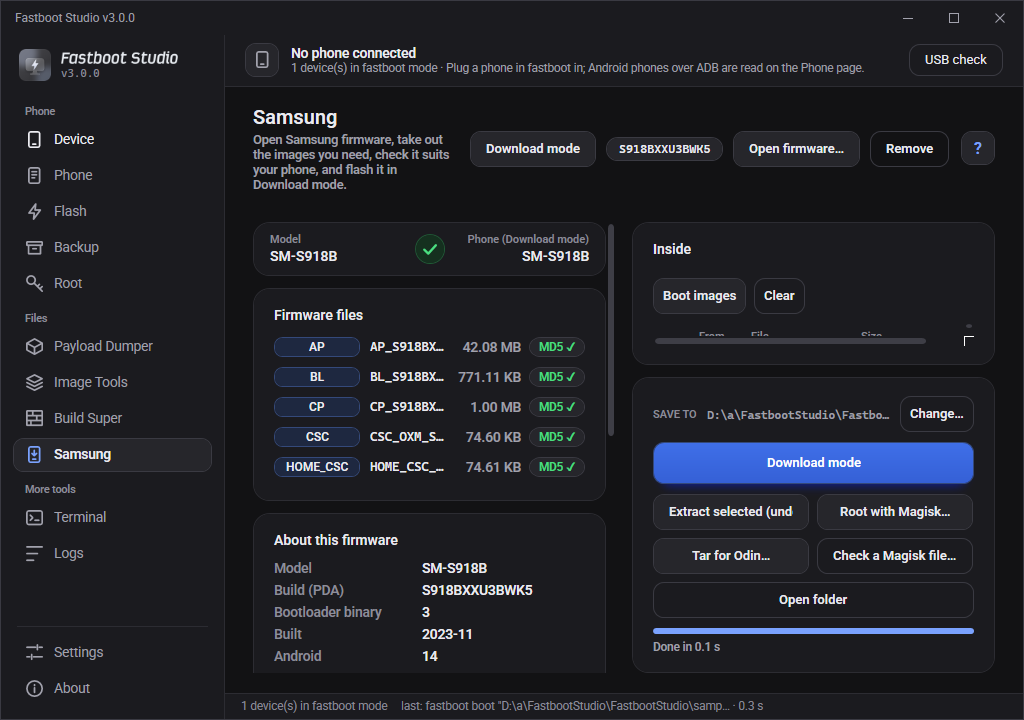 Fastboot Studio v3.0.0
Fastboot Studio
v3.0.0
Phone
Device
Phone
Flash
Backup
Root
Files
Payload Dumper
Image Tools
Build Super
Samsung
More tools
Terminal
Logs
Settings
About
No phone connected
1 device(s) in fastboot mode · Plug a phone in fastboot in; Android phones over ADB are read on the Phone page.
USB check
Samsung
Open Samsung firmware, take out
the images you need, check it suits
your phone, and flash it in
Download mode.
Download mode
S918BXXU3BWK5
Open firmware...
Remove
?
Model
SM-S918B
Phone (Download mode)
SM-S918B
Firmware files
AP AP_S918BX... 42.08 MB MD5 ✓
BL BL_S918BX... 771.11 KB MD5 ✓
CP CP_S918BX... 1.00 MB MD5 ✓
CSC CSC_OXM_S... 74.60 KB MD5 ✓
HOME_CSC HOME_CSC_... 74.61 KB MD5 ✓
About this firmware
Model SM-S918B
Build (PDA) S918BXXU3BWK5
Bootloader binary 3
Built 2023-11
Android 14
Inside
Boot images
Clear
From File Size
SAVE TO D:\a\FastbootStudio\Fastbo...
Change...
Download mode
Extract selected (und
Root with Magisk...
Tar for Odin...
Check a Magisk file...
Open folder
Done in 0.1 s
1 device(s) in fastboot mode last: fastboot boot "D:\a\FastbootStudio\FastbootStudio\samp... · 0.3 s